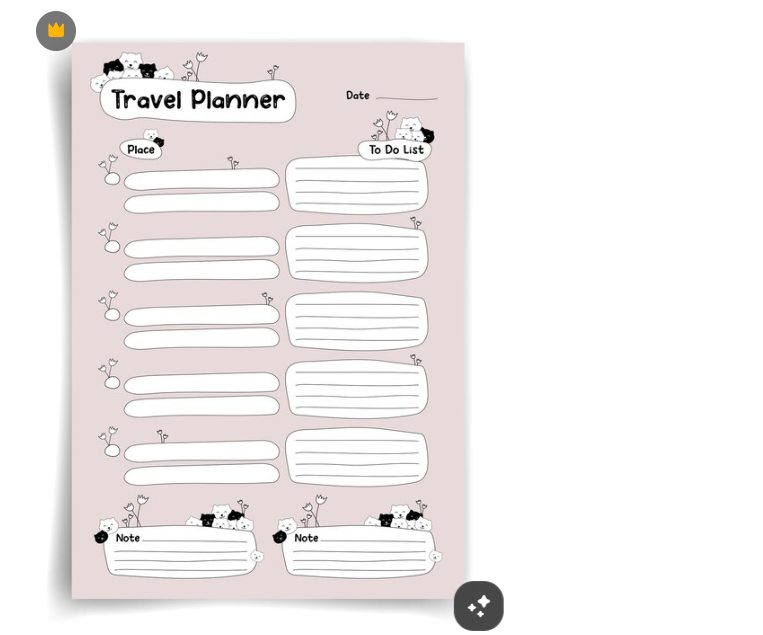 Travel Planner
Date
Place
To Do List
Note
Note